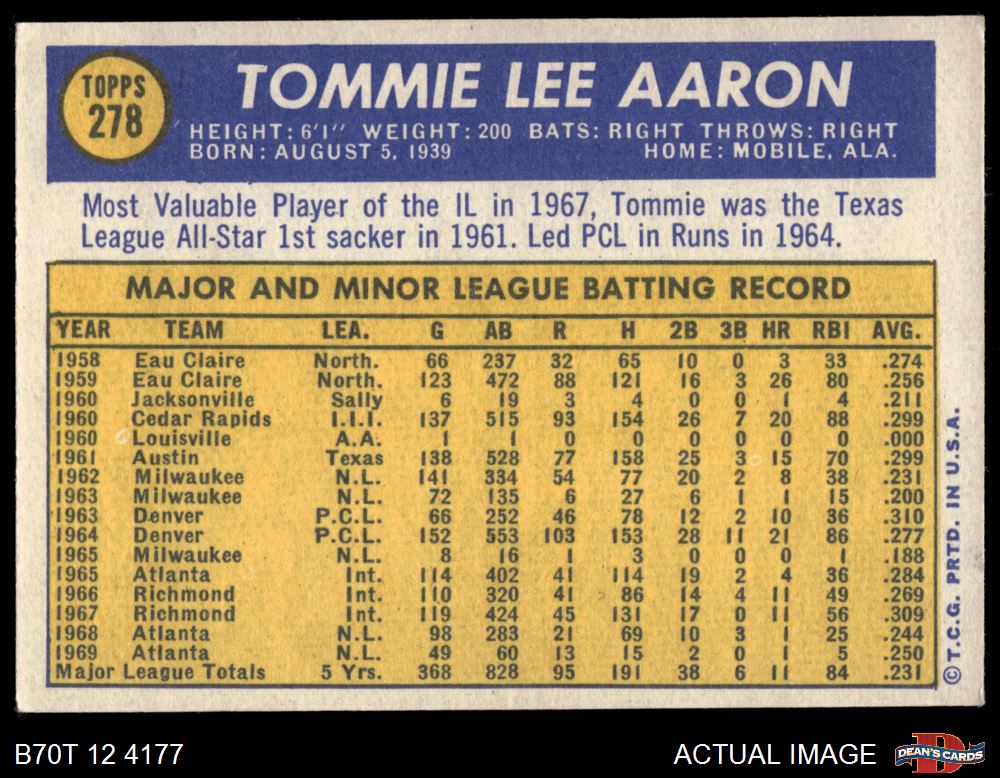 TOPPS
278
TOMMIE LEE AARON
HEIGHT: 6'1" WEIGHT: 200 BATS: RIGHT THROWS: RIGHT
BORN: AUGUST 5, 1939 HOME: MOBILE, ALA.
Most Valuable Player of the IL in 1967, Tommie was the Texas
League All-Star 1st sacker in 1961. Led PCL in Runs in 1964.
MAJOR AND MINOR LEAGUE BATTING RECORD
YEAR TEAM LEA. G AB R H 2B 3B HR RBI AVG.
1958 Eau Claire North. 66 237 32 65 10 0 3 33 .274
1959 Eau Claire North. 123 472 88 121 16 3 26 80 .256
1960 Jacksonville Sally 6 19 3 4 0 0 1 4 .211
1960 Cedar Rapids I.I.I. 137 515 93 154 26 7 20 88 .299
1960 Louisville A.A. 1 1 0 0 0 0 0 0 .000
1961 Austin Texas 138 528 77 158 25 3 15 70 .299
1962 Milwaukee N.L. 141 334 54 77 20 2 8 38 .231
1963 Milwaukee N.L. 72 135 6 27 6 1 1 15 .200
1963 Denver P.C.L. 66 252 46 78 12 2 10 36 .310
1964 Denver P.C.L. 152 553 103 153 28 11 21 86 .277
1965 Milwaukee N.L. 8 16 1 3 0 0 0 1 .188
1965 Atlanta Int. 114 402 41 114 19 2 4 36 .284
1966 Richmond Int. 110 320 41 86 14 4 11 49 .269
1967 Richmond Int. 119 424 45 131 17 0 11 56 .309
1968 Atlanta N.L. 98 283 21 69 10 3 1 25 .244
1969 Atlanta N.L. 49 60 13 15 2 0 1 5 .250
Major League Totals 5 Yrs. 368 828 95 191 38 6 11 84 .231
© T.C.G. PRTD. IN U.S.A.
B70T 12 4177
ACTUAL IMAGE
DEAN'S CARDS